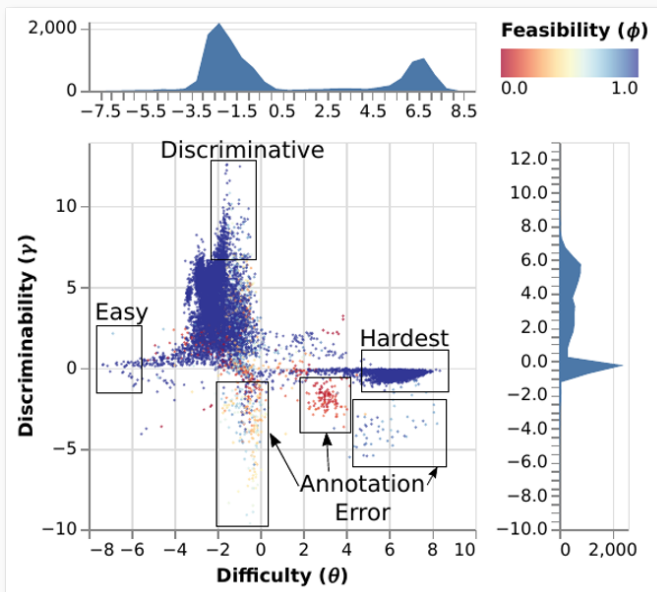 2,000
0
−7.5 −5.5 −3.5 −1.5 0.5 2.5 4.5 6.5 8.5
Feasibility (ϕ)
0.0 1.0
Discriminative
Easy
Hardest
Annotation
Error
Discriminability (γ)
10
5
0
−5
−10
−8 −6 −4 −2 0 2 4 6 8 10
Difficulty (θ)
12.0
8.0
6.0
4.0
2.0
0.0
−2.0
−4.0
−6.0
−8.0
−10.0
0 2,000